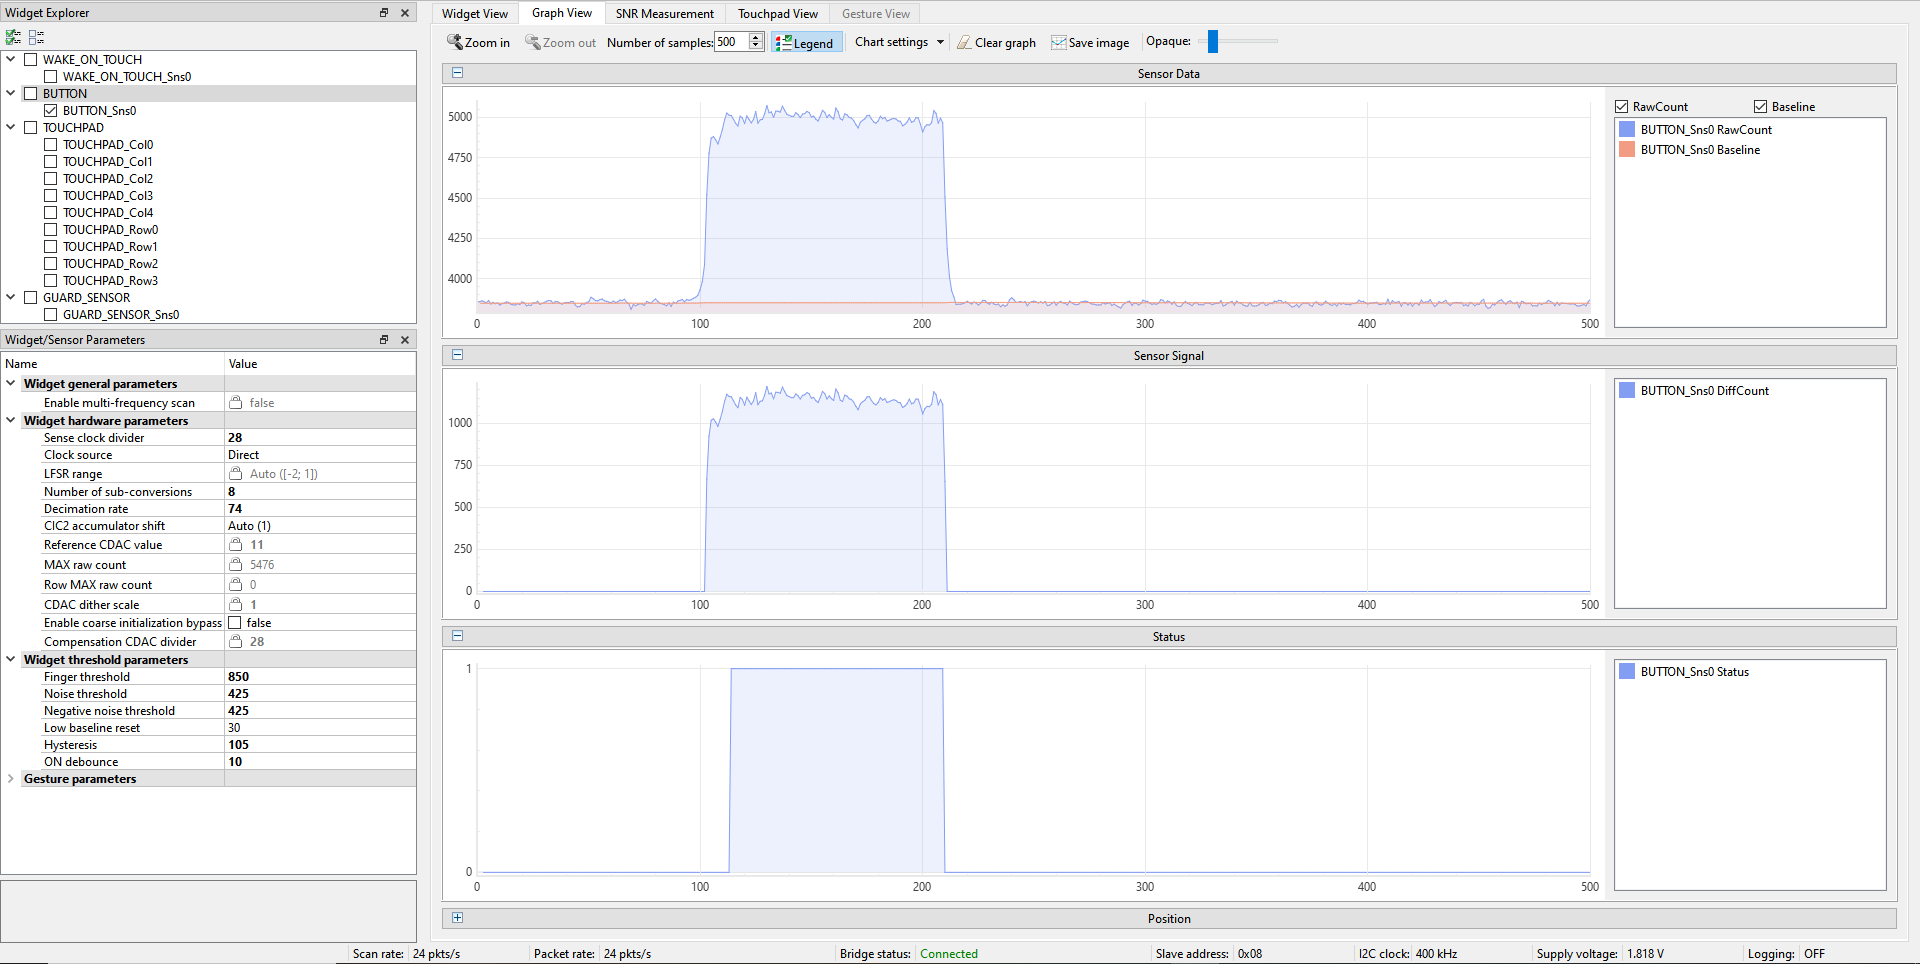 Widget Explorer
WAKE_ON_TOUCH
WAKE_ON_TOUCH_Sns0
BUTTON
BUTTON_Sns0
TOUCHPAD
TOUCHPAD_Col0
TOUCHPAD_Col1
TOUCHPAD_Col2
TOUCHPAD_Col3
TOUCHPAD_Col4
TOUCHPAD_Row0
TOUCHPAD_Row1
TOUCHPAD_Row2
TOUCHPAD_Row3
GUARD_SENSOR
GUARD_SENSOR_Sns0
Widget/Sensor Parameters
Name Value
Widget general parameters
Enable multi-frequency scan false
Widget hardware parameters
Sense clock divider 28
Clock source Direct
LFSR range Auto ([-2; 1])
Number of sub-conversions 8
Decimation rate 74
CIC2 accumulator shift Auto (1)
Reference CDAC value 11
MAX raw count 5476
Row MAX raw count 0
CDAC dither scale 1
Enable coarse initialization bypass false
Compensation CDAC divider 28
Widget threshold parameters
Finger threshold 850
Noise threshold 425
Negative noise threshold 425
Low baseline reset 30
Hysteresis 105
ON debounce 10
Gesture parameters
Widget View Graph View SNR Measurement Touchpad View Gesture View
Zoom in Zoom out Number of samples: 500 Legend Chart settings Clear graph Save image Opaque:
Sensor Data
5000
4750
4500
4250
4000
0 100 200 300 400 500
RawCount Baseline
BUTTON_Sns0 RawCount
BUTTON_Sns0 Baseline
Sensor Signal
1000
750
500
250
0
0 100 200 300 400 500
BUTTON_Sns0 DiffCount
Status
1
0
0 100 200 300 400 500
BUTTON_Sns0 Status
Position
Scan rate: 24 pkts/s Packet rate: 24 pkts/s Bridge status: Connected Slave address: 0x08 I2C clock: 400 kHz Supply voltage: 1.818 V Logging: OFF